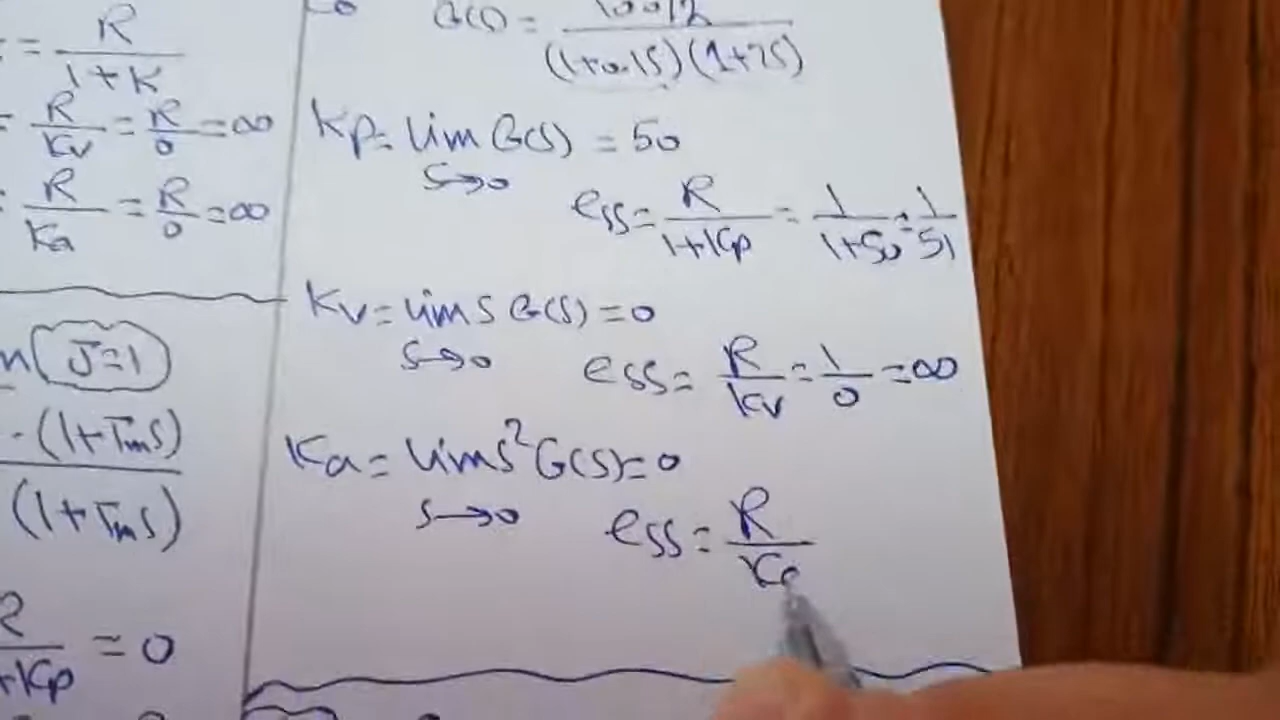 = R / 1+K
= R/Kv = R/0 = ∞
= R/Ka = R/0 = ∞
J=1
(1+Tms)
(1+Tms)
= 0
G(s) = 100/2 / (1+0.1S)(1+2S)
Kp = lim G(S) = 50
S→0
ess = R/1+Kp = 1/1+50 = 1/51
Kv = lim S G(S) = 0
S→0
ess = R/Kv = 1/0 = ∞
Ka = lim S² G(S) = 0
S→0
ess = R/Ka